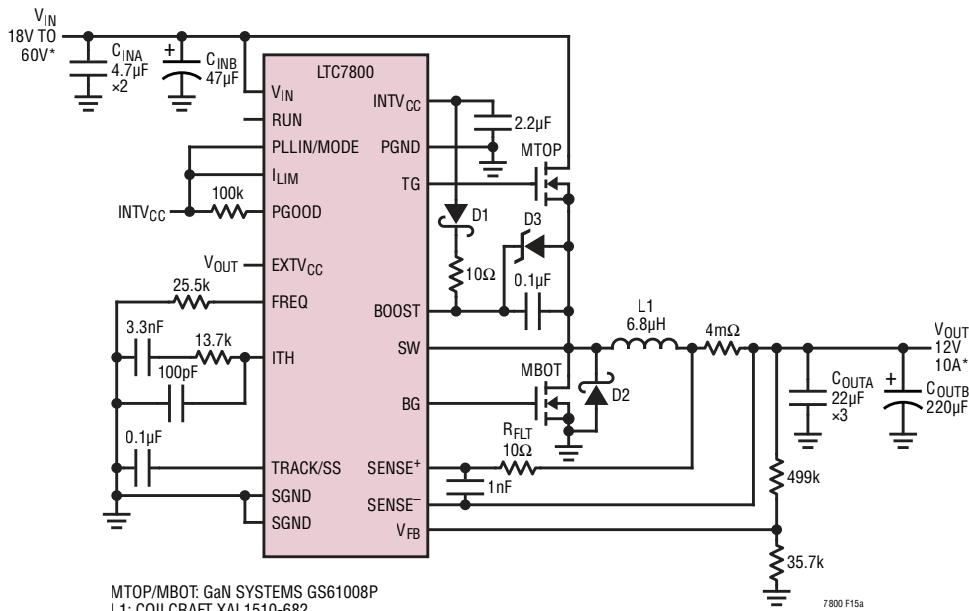 VIN
18V TO
60V*
CINA
4.7µF
×2
+
CINB
47µF
LTC7800
VIN
RUN
PLLIN/MODE
ILIM
100k
INTVCC
PGOOD
VOUT
EXTVCC
25.5k
FREQ
3.3nF
13.7k
ITH
100pF
0.1µF
TRACK/SS
SGND
SGND
INTVCC
2.2µF
PGND
MTOP
TG
D1
D3
10Ω
0.1µF
BOOST
SW
L1
6.8µH
4mΩ
VOUT
12V
10A*
MBOT
BG
D2
COUTA
22µF
×3
+
COUTB
220µF
RFLT
10Ω
SENSE+
1nF
SENSE–
VFB
499k
35.7k
MTOP/MBOT: GaN SYSTEMS GS61008P
L1: COILCRAFT XAL1510-682
7800 F15a